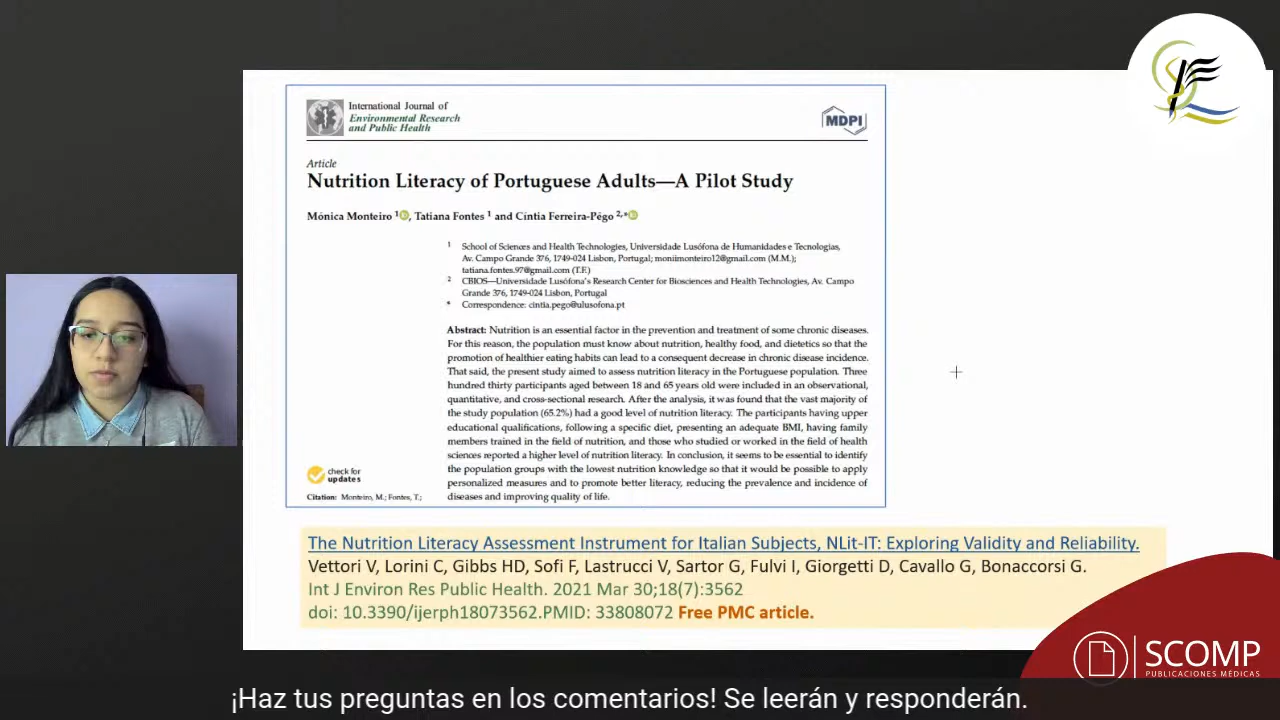 International Journal of
Environmental Research
and Public Health
MDPI
Article
Nutrition Literacy of Portuguese Adults—A Pilot Study
Mónica Monteiro 1, Tatiana Fontes 1 and Cíntia Ferreira-Pêgo 2,*
1 School of Sciences and Health Technologies, Universidade Lusófona de Humanidades e Tecnologias,
Av. Campo Grande 376, 1749-024 Lisbon, Portugal; moniimonteiro12@gmail.com (M.M.);
tatiana.fontes.97@gmail.com (T.F.)
2 CBIOS—Universidade Lusófona's Research Center for Biosciences and Health Technologies, Av. Campo
Grande 376, 1749-024 Lisbon, Portugal
* Correspondence: cintia.pego@ulusofona.pt
Abstract: Nutrition is an essential factor in the prevention and treatment of some chronic diseases.
For this reason, the population must know about nutrition, healthy food, and dietetics so that the
promotion of healthier eating habits can lead to a consequent decrease in chronic disease incidence.
That said, the present study aimed to assess nutrition literacy in the Portuguese population. Three
hundred thirty participants aged between 18 and 65 years old were included in an observational,
quantitative, and cross-sectional research. After the analysis, it was found that the vast majority of
the study population (65.2%) had a good level of nutrition literacy. The participants having upper
educational qualifications, following a specific diet, presenting an adequate BMI, having family
members trained in the field of nutrition, and those who studied or worked in the field of health
sciences reported a higher level of nutrition literacy. In conclusion, it seems to be essential to identify
the population groups with the lowest nutrition knowledge so that it would be possible to apply
personalized measures and to promote better literacy, reducing the prevalence and incidence of
diseases and improving quality of life.
check for
updates
Citation: Monteiro, M.; Fontes, T.;
The Nutrition Literacy Assessment Instrument for Italian Subjects, NLit-IT: Exploring Validity and Reliability.
Vettori V, Lorini C, Gibbs HD, Sofi F, Lastrucci V, Sartor G, Fulvi I, Giorgetti D, Cavallo G, Bonaccorsi G.
Int J Environ Res Public Health. 2021 Mar 30;18(7):3562
doi: 10.3390/ijerph18073562.PMID: 33808072 Free PMC article.
SCOMP
PUBLICACIONES MÉDICAS
¡Haz tus preguntas en los comentarios! Se leerán y responderán.